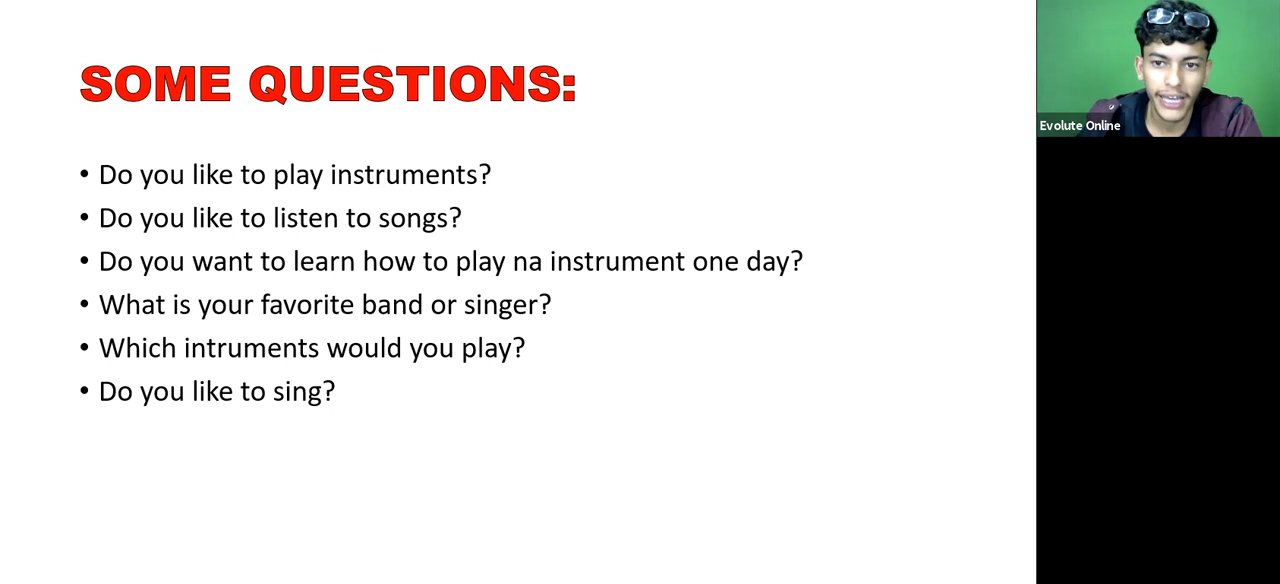 SOME QUESTIONS:
• Do you like to play instruments?
• Do you like to listen to songs?
• Do you want to learn how to play na instrument one day?
• What is your favorite band or singer?
• Which intruments would you play?
• Do you like to sing?
Evolute Online